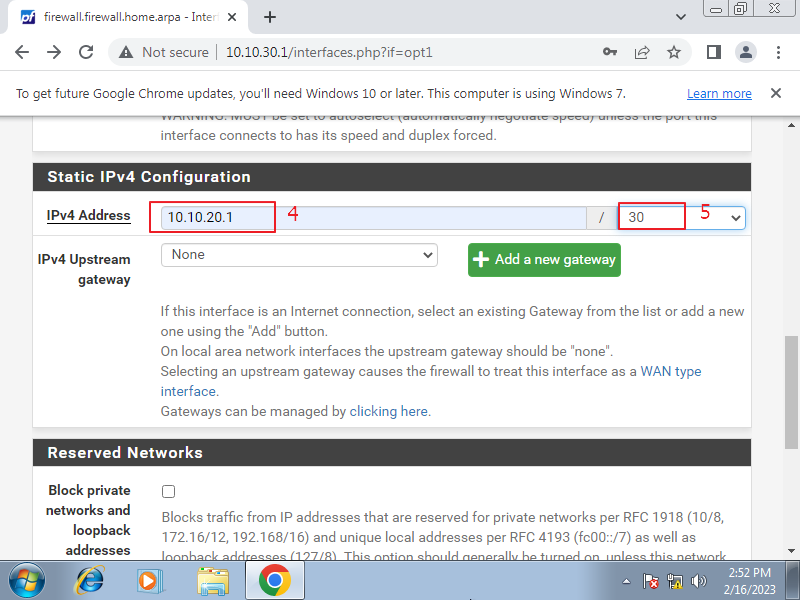 firewall.firewall.home.arpa - Inter
Not secure 10.10.30.1/interfaces.php?if=opt1
To get future Google Chrome updates, you'll need Windows 10 or later. This computer is using Windows 7. Learn more
WARNING: MUST be set to autoselect (automatically negotiate speed) unless the port this
interface connects to has its speed and duplex forced.
Static IPv4 Configuration
IPv4 Address 10.10.20.1 4 / 30 5
IPv4 Upstream gateway None Add a new gateway
If this interface is an Internet connection, select an existing Gateway from the list or add a new
one using the "Add" button.
On local area network interfaces the upstream gateway should be "none".
Selecting an upstream gateway causes the firewall to treat this interface as a WAN type
interface.
Gateways can be managed by clicking here.
Reserved Networks
Block private
networks and
loopback
addresses
Blocks traffic from IP addresses that are reserved for private networks per RFC 1918 (10/8,
172.16/12, 192.168/16) and unique local addresses per RFC 4193 (fc00::/7) as well as
loopback addresses (127/8). This option should generally be turned on, unless this network
2:52 PM
2/16/2023